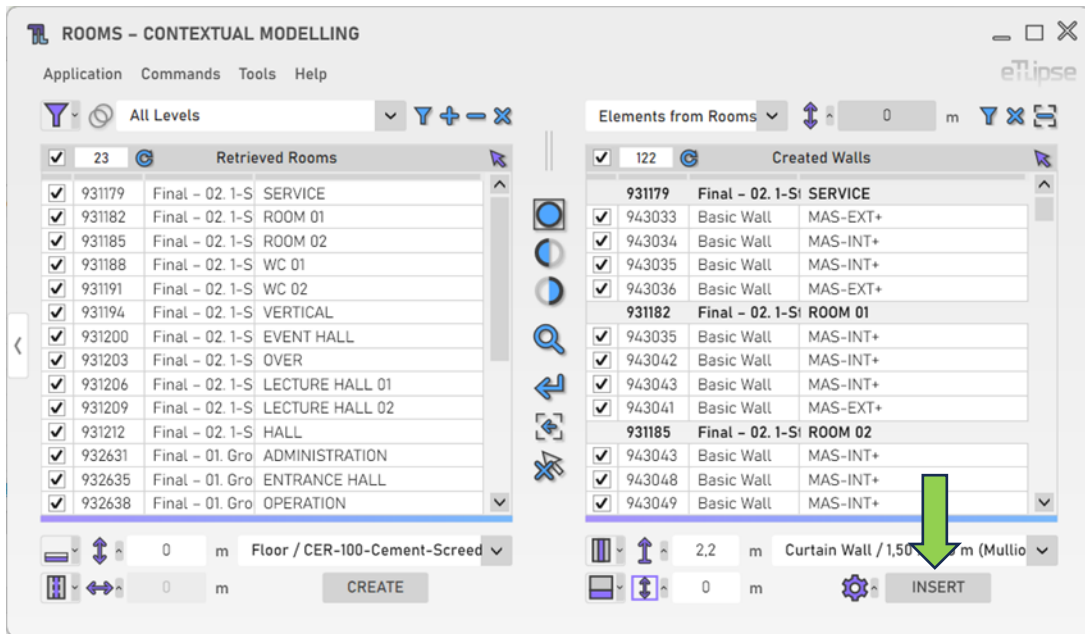 ROOMS – CONTEXTUAL MODELLING
Application Commands Tools Help
eTLipse
All Levels
Elements from Rooms 0 m
23 Retrieved Rooms
122 Created Walls
931179 Final – 02. 1-S SERVICE
931182 Final – 02. 1-S ROOM 01
931185 Final – 02. 1-S ROOM 02
931188 Final – 02. 1-S WC 01
931191 Final – 02. 1-S WC 02
931194 Final – 02. 1-S VERTICAL
931200 Final – 02. 1-S EVENT HALL
931203 Final – 02. 1-S OVER
931206 Final – 02. 1-S LECTURE HALL 01
931209 Final – 02. 1-S LECTURE HALL 02
931212 Final – 02. 1-S HALL
932631 Final – 01. Gro ADMINISTRATION
932635 Final – 01. Gro ENTRANCE HALL
932638 Final – 01. Gro OPERATION
931179 Final – 02. 1-St SERVICE
943033 Basic Wall MAS-EXT+
943034 Basic Wall MAS-INT+
943035 Basic Wall MAS-INT+
943036 Basic Wall MAS-EXT+
931182 Final – 02. 1-St ROOM 01
943035 Basic Wall MAS-INT+
943042 Basic Wall MAS-INT+
943043 Basic Wall MAS-INT+
943041 Basic Wall MAS-EXT+
931185 Final – 02. 1-St ROOM 02
943043 Basic Wall MAS-INT+
943048 Basic Wall MAS-INT+
943049 Basic Wall MAS-INT+
0 m Floor / CER-100-Cement-Screed
0 m CREATE
2,2 m Curtain Wall / 1,50 m (Mullio
0 m INSERT